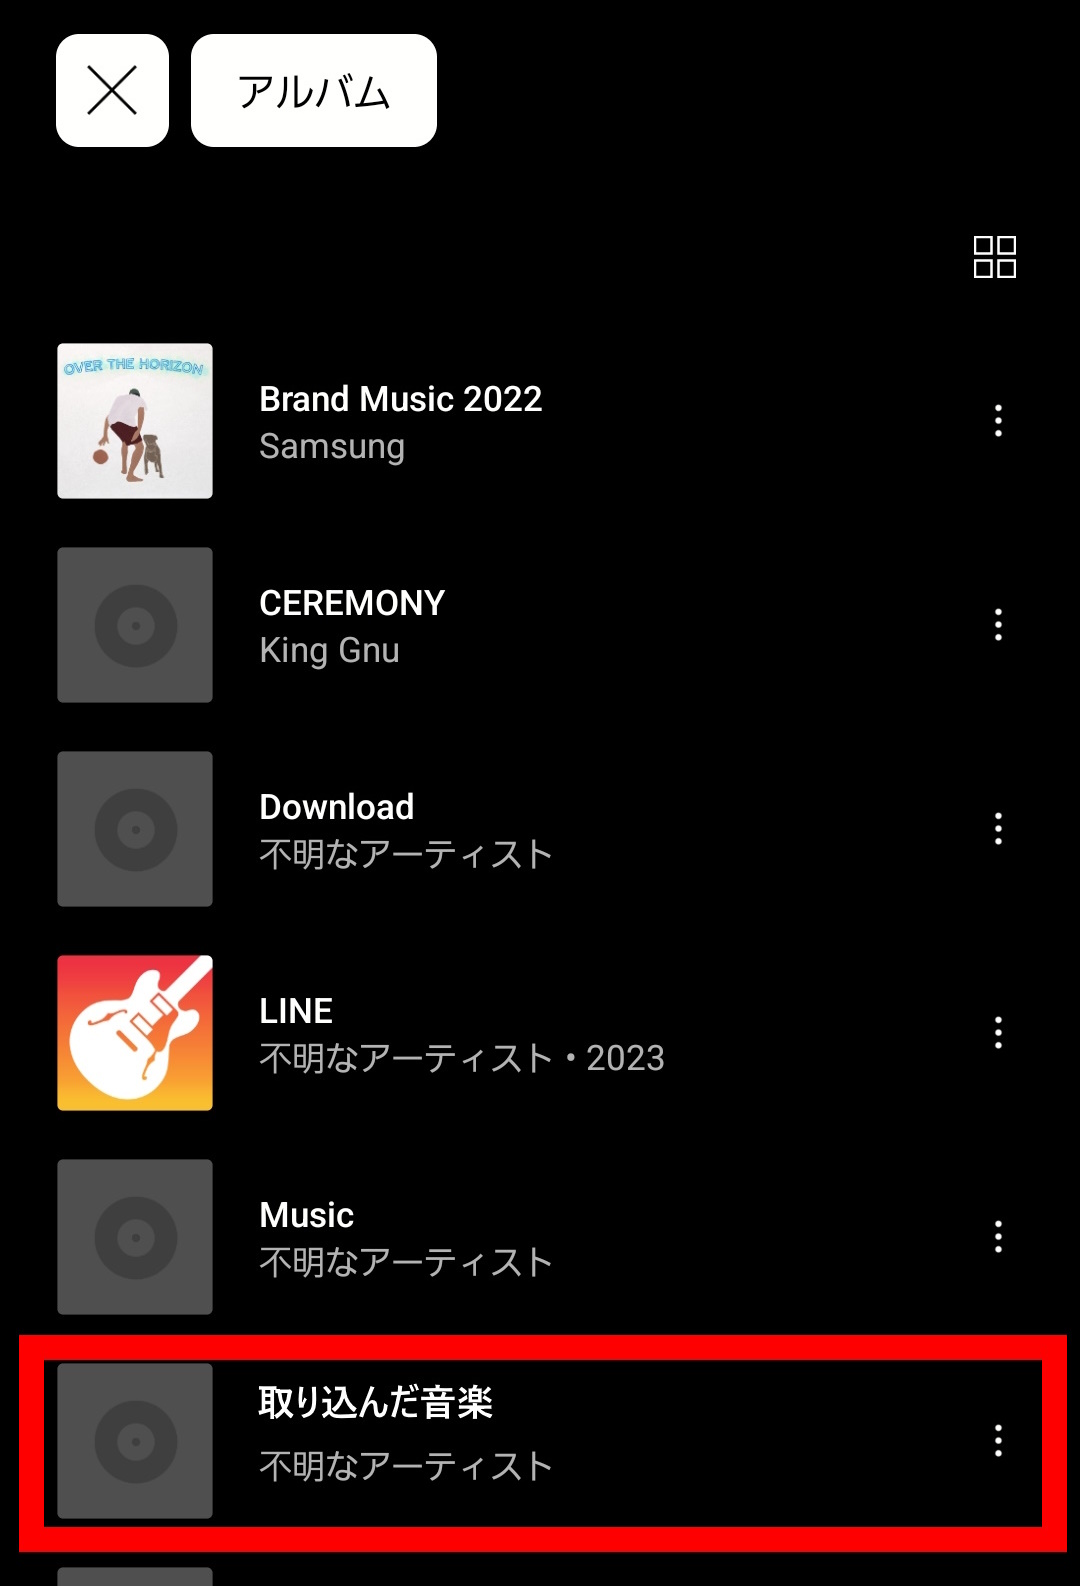 アルバム
OVER THE HORIZON
Brand Music 2022
Samsung
CEREMONY
King Gnu
Download
不明なアーティスト
LINE
不明なアーティスト • 2023
Music
不明なアーティスト
取り込んだ音楽
不明なアーティスト